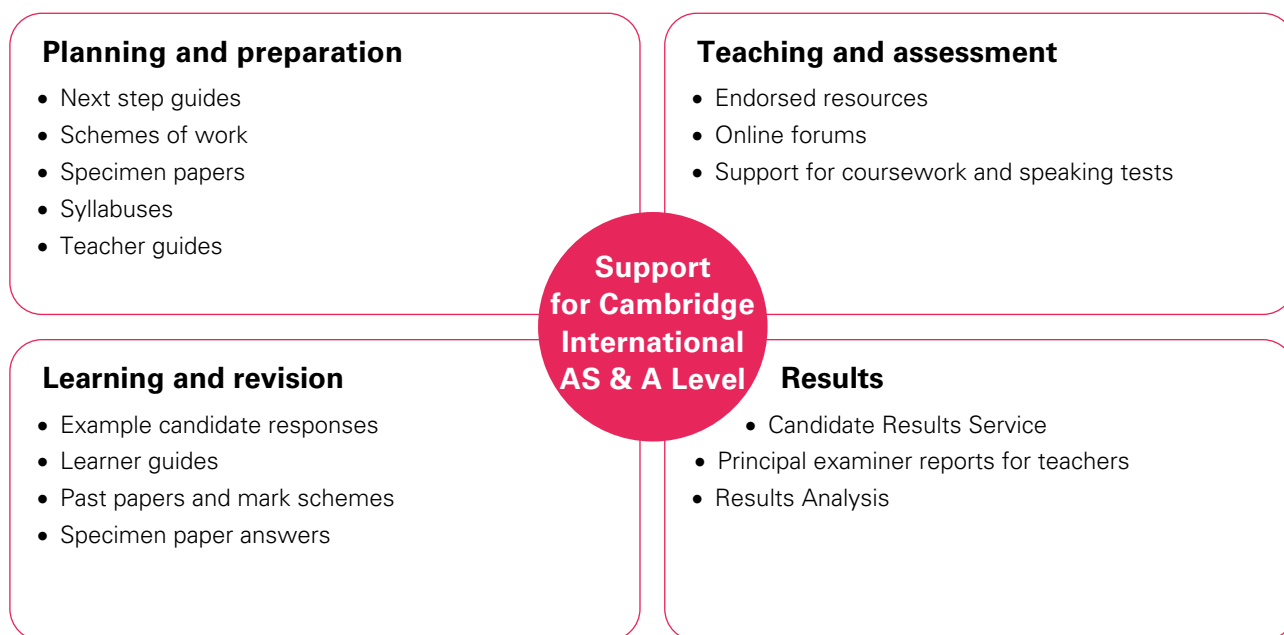 Planning and preparation
• Next step guides
• Schemes of work
• Specimen papers
• Syllabuses
• Teacher guides
Teaching and assessment
• Endorsed resources
• Online forums
• Support for coursework and speaking tests
Support
for Cambridge
International
AS & A Level
Learning and revision
• Example candidate responses
• Learner guides
• Past papers and mark schemes
• Specimen paper answers
Results
• Candidate Results Service
• Principal examiner reports for teachers
• Results Analysis